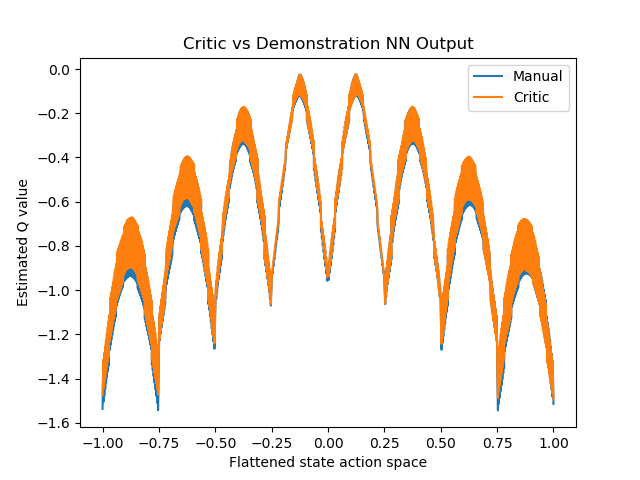 Critic vs Demonstration NN Output
Manual
Critic
Estimated Q value
0.0
−0.2
−0.4
−0.6
−0.8
−1.0
−1.2
−1.4
−1.6
−1.00 −0.75 −0.50 −0.25 0.00 0.25 0.50 0.75 1.00
Flattened state action space